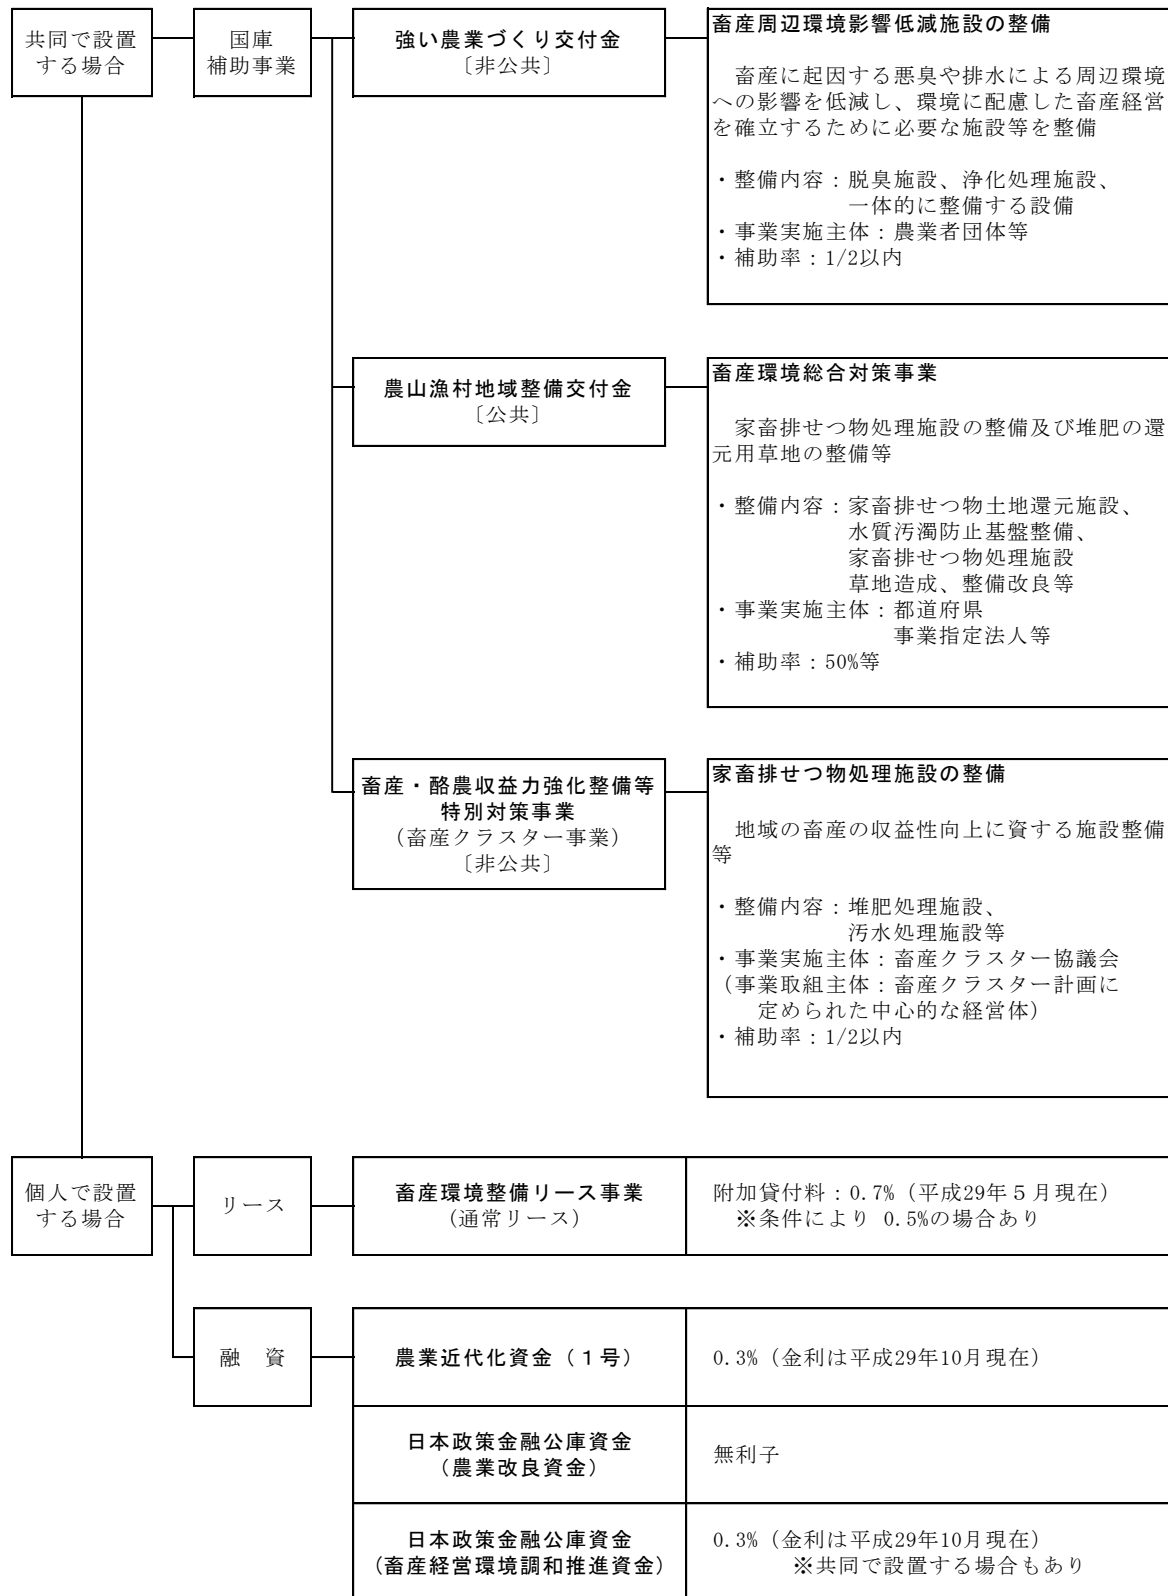 共同で設置
する場合
国庫
補助事業
強い農業づくり交付金
〔非公共〕
畜産周辺環境影響低減施設の整備
畜産に起因する悪臭や排水による周辺環境
への影響を低減し、環境に配慮した畜産経営
を確立するために必要な施設等を整備
・整備内容：脱臭施設、浄化処理施設、
一体的に整備する設備
・事業実施主体：農業者団体等
・補助率：1/2以内
農山漁村地域整備交付金
〔公共〕
畜産環境総合対策事業
家畜排せつ物処理施設の整備及び堆肥の還
元用草地の整備等
・整備内容：家畜排せつ物土地還元施設、
水質汚濁防止基盤整備、
家畜排せつ物処理施設
草地造成、整備改良等
・事業実施主体：都道府県
事業指定法人等
・補助率：50%等
畜産・酪農収益力強化整備等
特別対策事業
（畜産クラスター事業）
〔非公共〕
家畜排せつ物処理施設の整備
地域の畜産の収益性向上に資する施設整備
等
・整備内容：堆肥処理施設、
汚水処理施設等
・事業実施主体：畜産クラスター協議会
（事業取組主体：畜産クラスター計画に
定められた中心的な経営体）
・補助率：1/2以内
個人で設置
する場合
リース
畜産環境整備リース事業
（通常リース）
附加貸付料：0.7%（平成29年５月現在）
※条件により 0.5%の場合あり
融　資
農業近代化資金（１号）
0.3%（金利は平成29年10月現在）
日本政策金融公庫資金
（農業改良資金）
無利子
日本政策金融公庫資金
（畜産経営環境調和推進資金）
0.3%（金利は平成29年10月現在）
※共同で設置する場合もあり